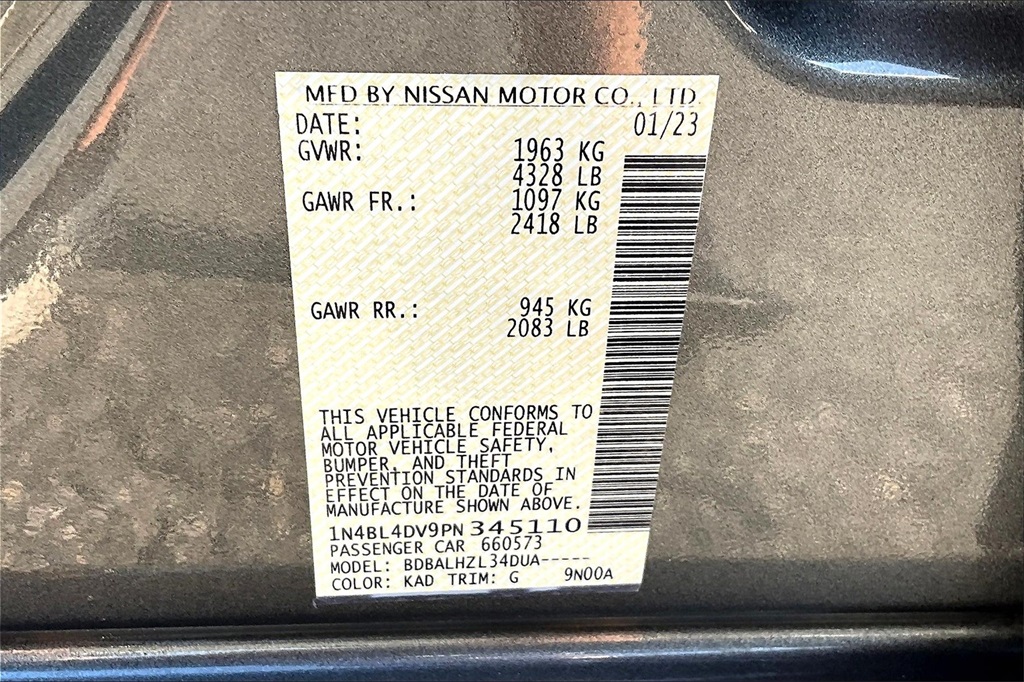 MFD BY NISSAN MOTOR CO., LTD.
DATE: 01/23
GVWR: 1963 KG
4328 LB
GAWR FR.: 1097 KG
2418 LB
GAWR RR.: 945 KG
2083 LB
THIS VEHICLE CONFORMS TO
ALL APPLICABLE FEDERAL
MOTOR VEHICLE SAFETY,
BUMPER, AND THEFT
PREVENTION STANDARDS IN
EFFECT ON THE DATE OF
MANUFACTURE SHOWN ABOVE.
1N4BL4DV9PN 345110
PASSENGER CAR 660573
MODEL: BDBALHZL34DUA-----
COLOR: KAD TRIM: G 9N00A